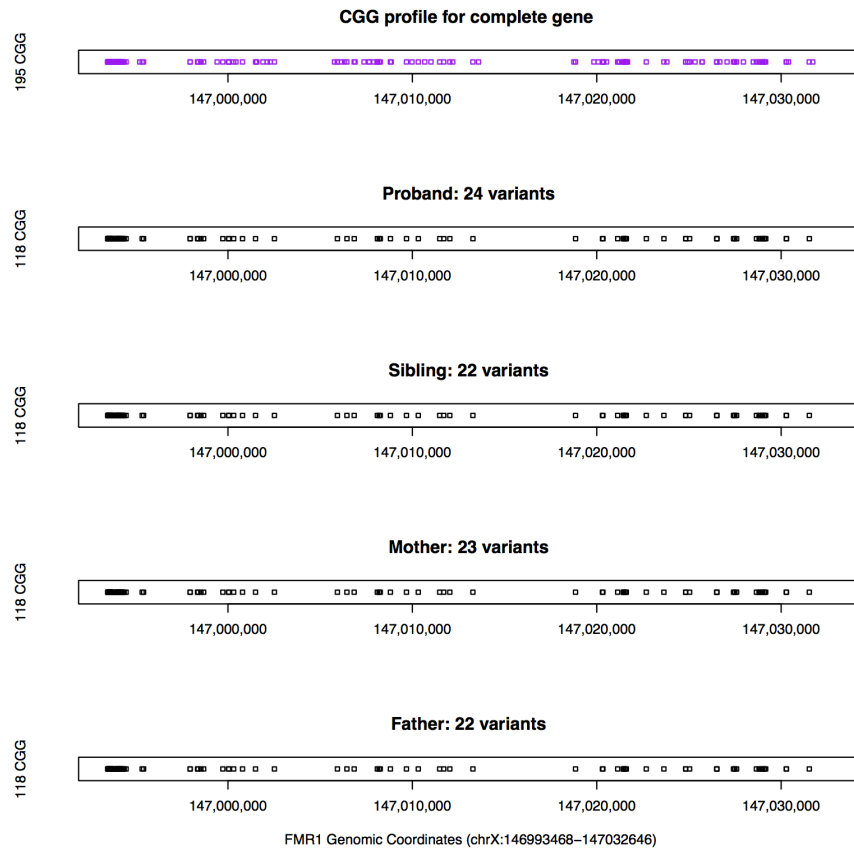 CGG profile for complete gene
195 CGG
147,000,000 147,010,000 147,020,000 147,030,000
Proband: 24 variants
118 CGG
147,000,000 147,010,000 147,020,000 147,030,000
Sibling: 22 variants
118 CGG
147,000,000 147,010,000 147,020,000 147,030,000
Mother: 23 variants
118 CGG
147,000,000 147,010,000 147,020,000 147,030,000
Father: 22 variants
118 CGG
147,000,000 147,010,000 147,020,000 147,030,000
FMR1 Genomic Coordinates (chrX:146993468−147032646)